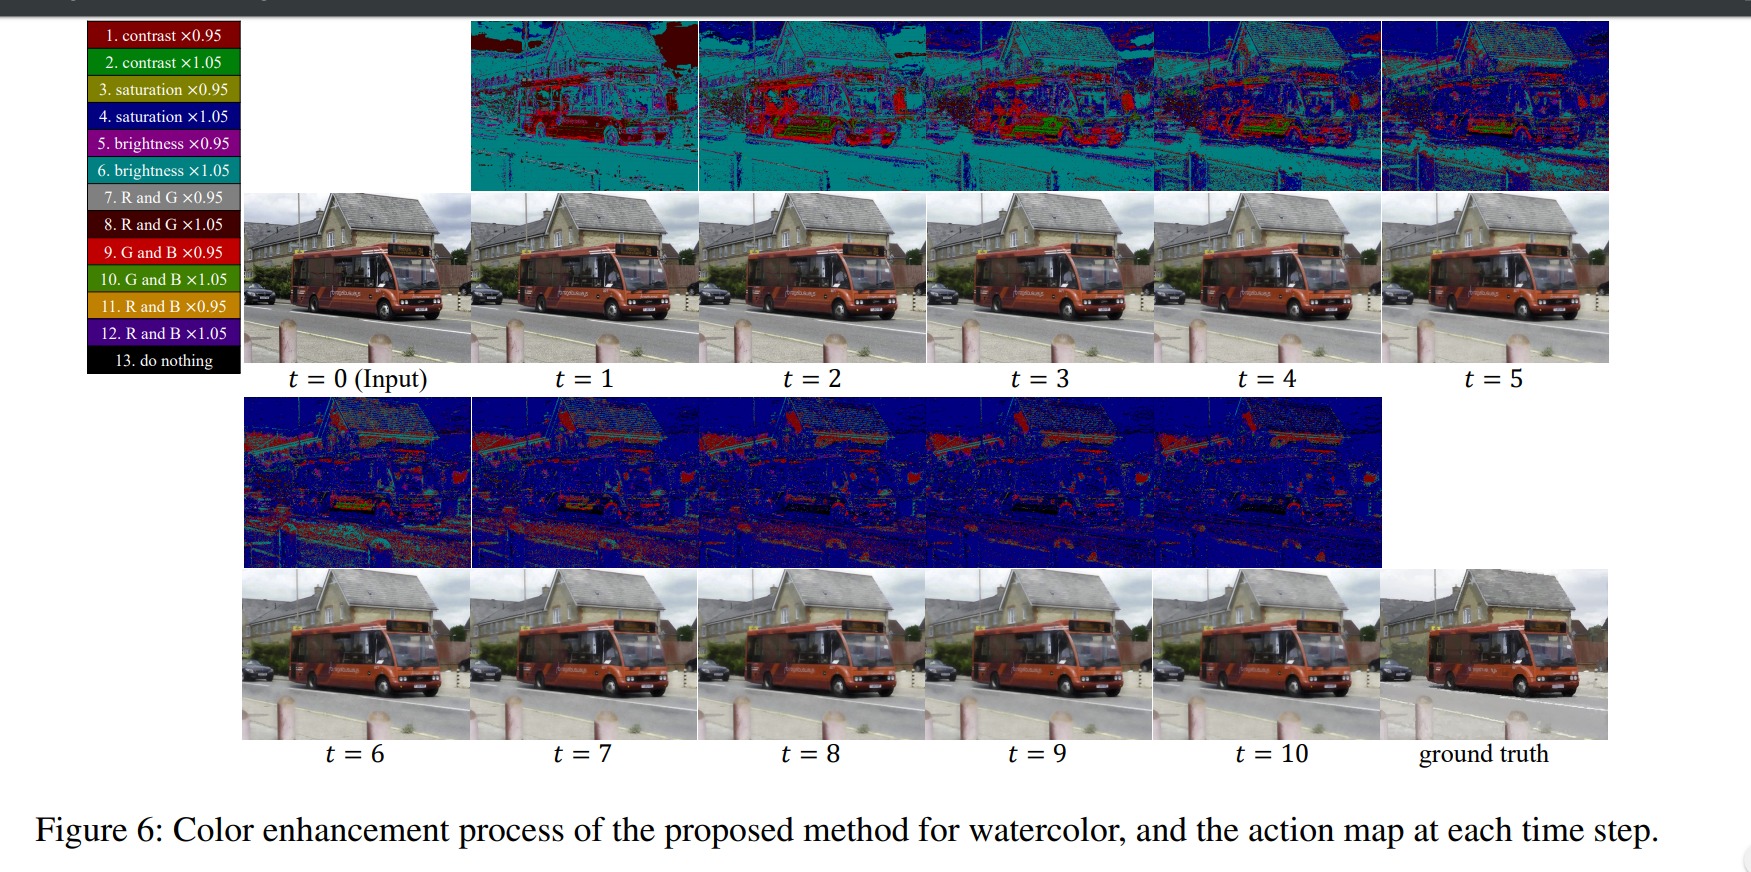 1. contrast ×0.95
2. contrast ×1.05
3. saturation ×0.95
4. saturation ×1.05
5. brightness ×0.95
6. brightness ×1.05
7. R and G ×0.95
8. R and G ×1.05
9. G and B ×0.95
10. G and B ×1.05
11. R and B ×0.95
12. R and B ×1.05
13. do nothing
t = 0 (Input)
t = 1
t = 2
t = 3
t = 4
t = 5
t = 6
t = 7
t = 8
t = 9
t = 10
ground truth
Figure 6: Color enhancement process of the proposed method for watercolor, and the action map at each time step.